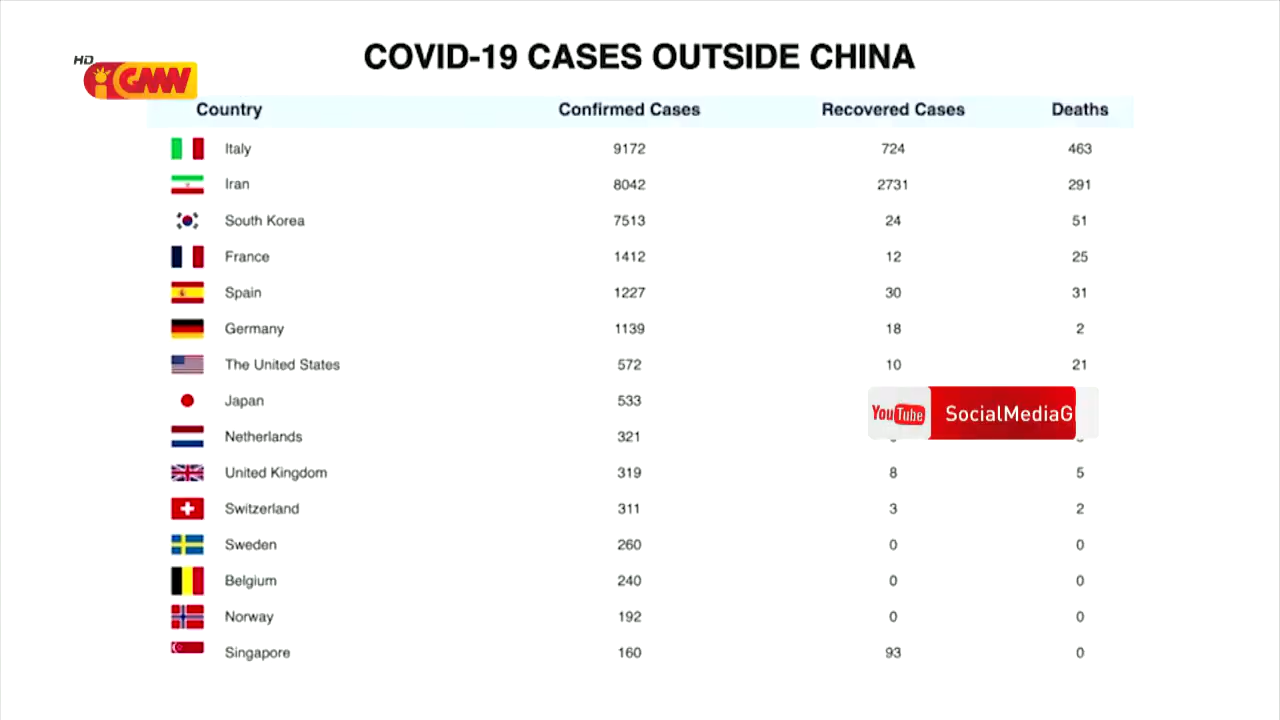 COVID-19 CASES OUTSIDE CHINA
HD
iGMW
Country Confirmed Cases Recovered Cases Deaths
Italy 9172 724 463
Iran 8042 2731 291
South Korea 7513 24 51
France 1412 12 25
Spain 1227 30 31
Germany 1139 18 2
The United States 572 10 21
Japan 533
YouTube SocialMediaG
Netherlands 321
United Kingdom 319 8 5
Switzerland 311 3 2
Sweden 260 0 0
Belgium 240 0 0
Norway 192 0 0
Singapore 160 93 0